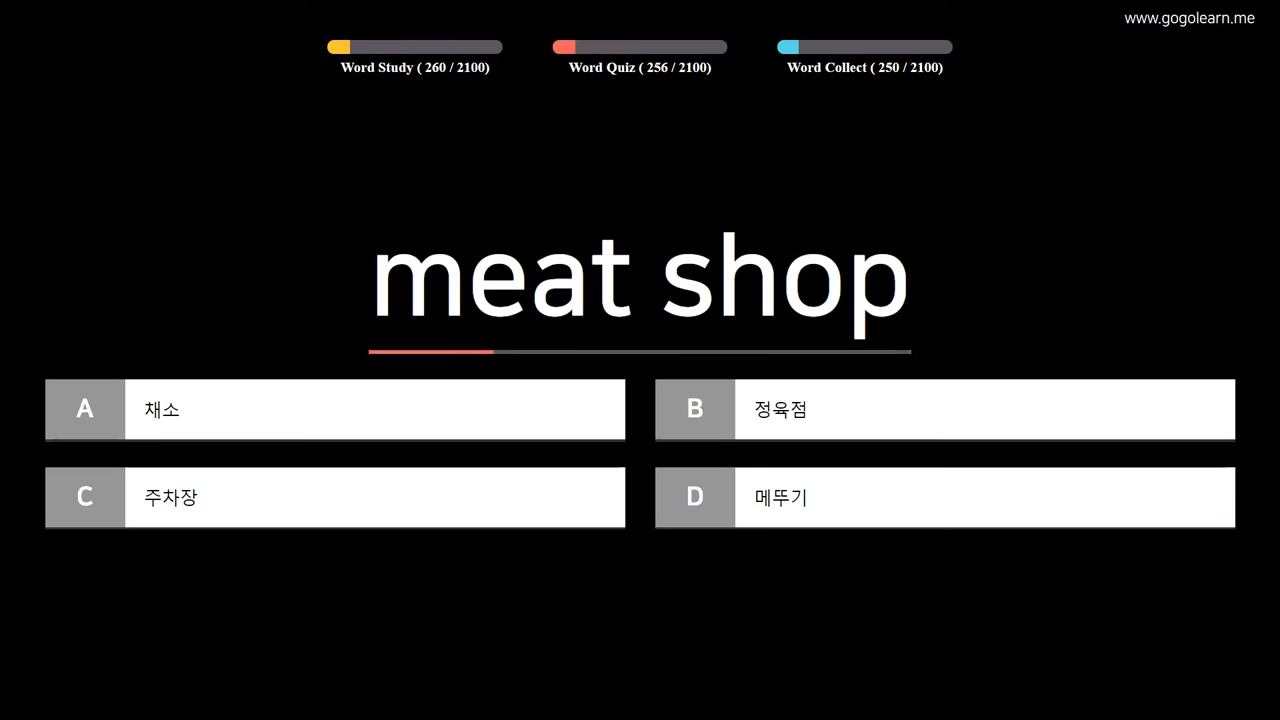 www.gogolearn.me
Word Study ( 260 / 2100)
Word Quiz ( 256 / 2100)
Word Collect ( 250 / 2100)
meat shop
A 채소
B 정육점
C 주차장
D 메뚜기